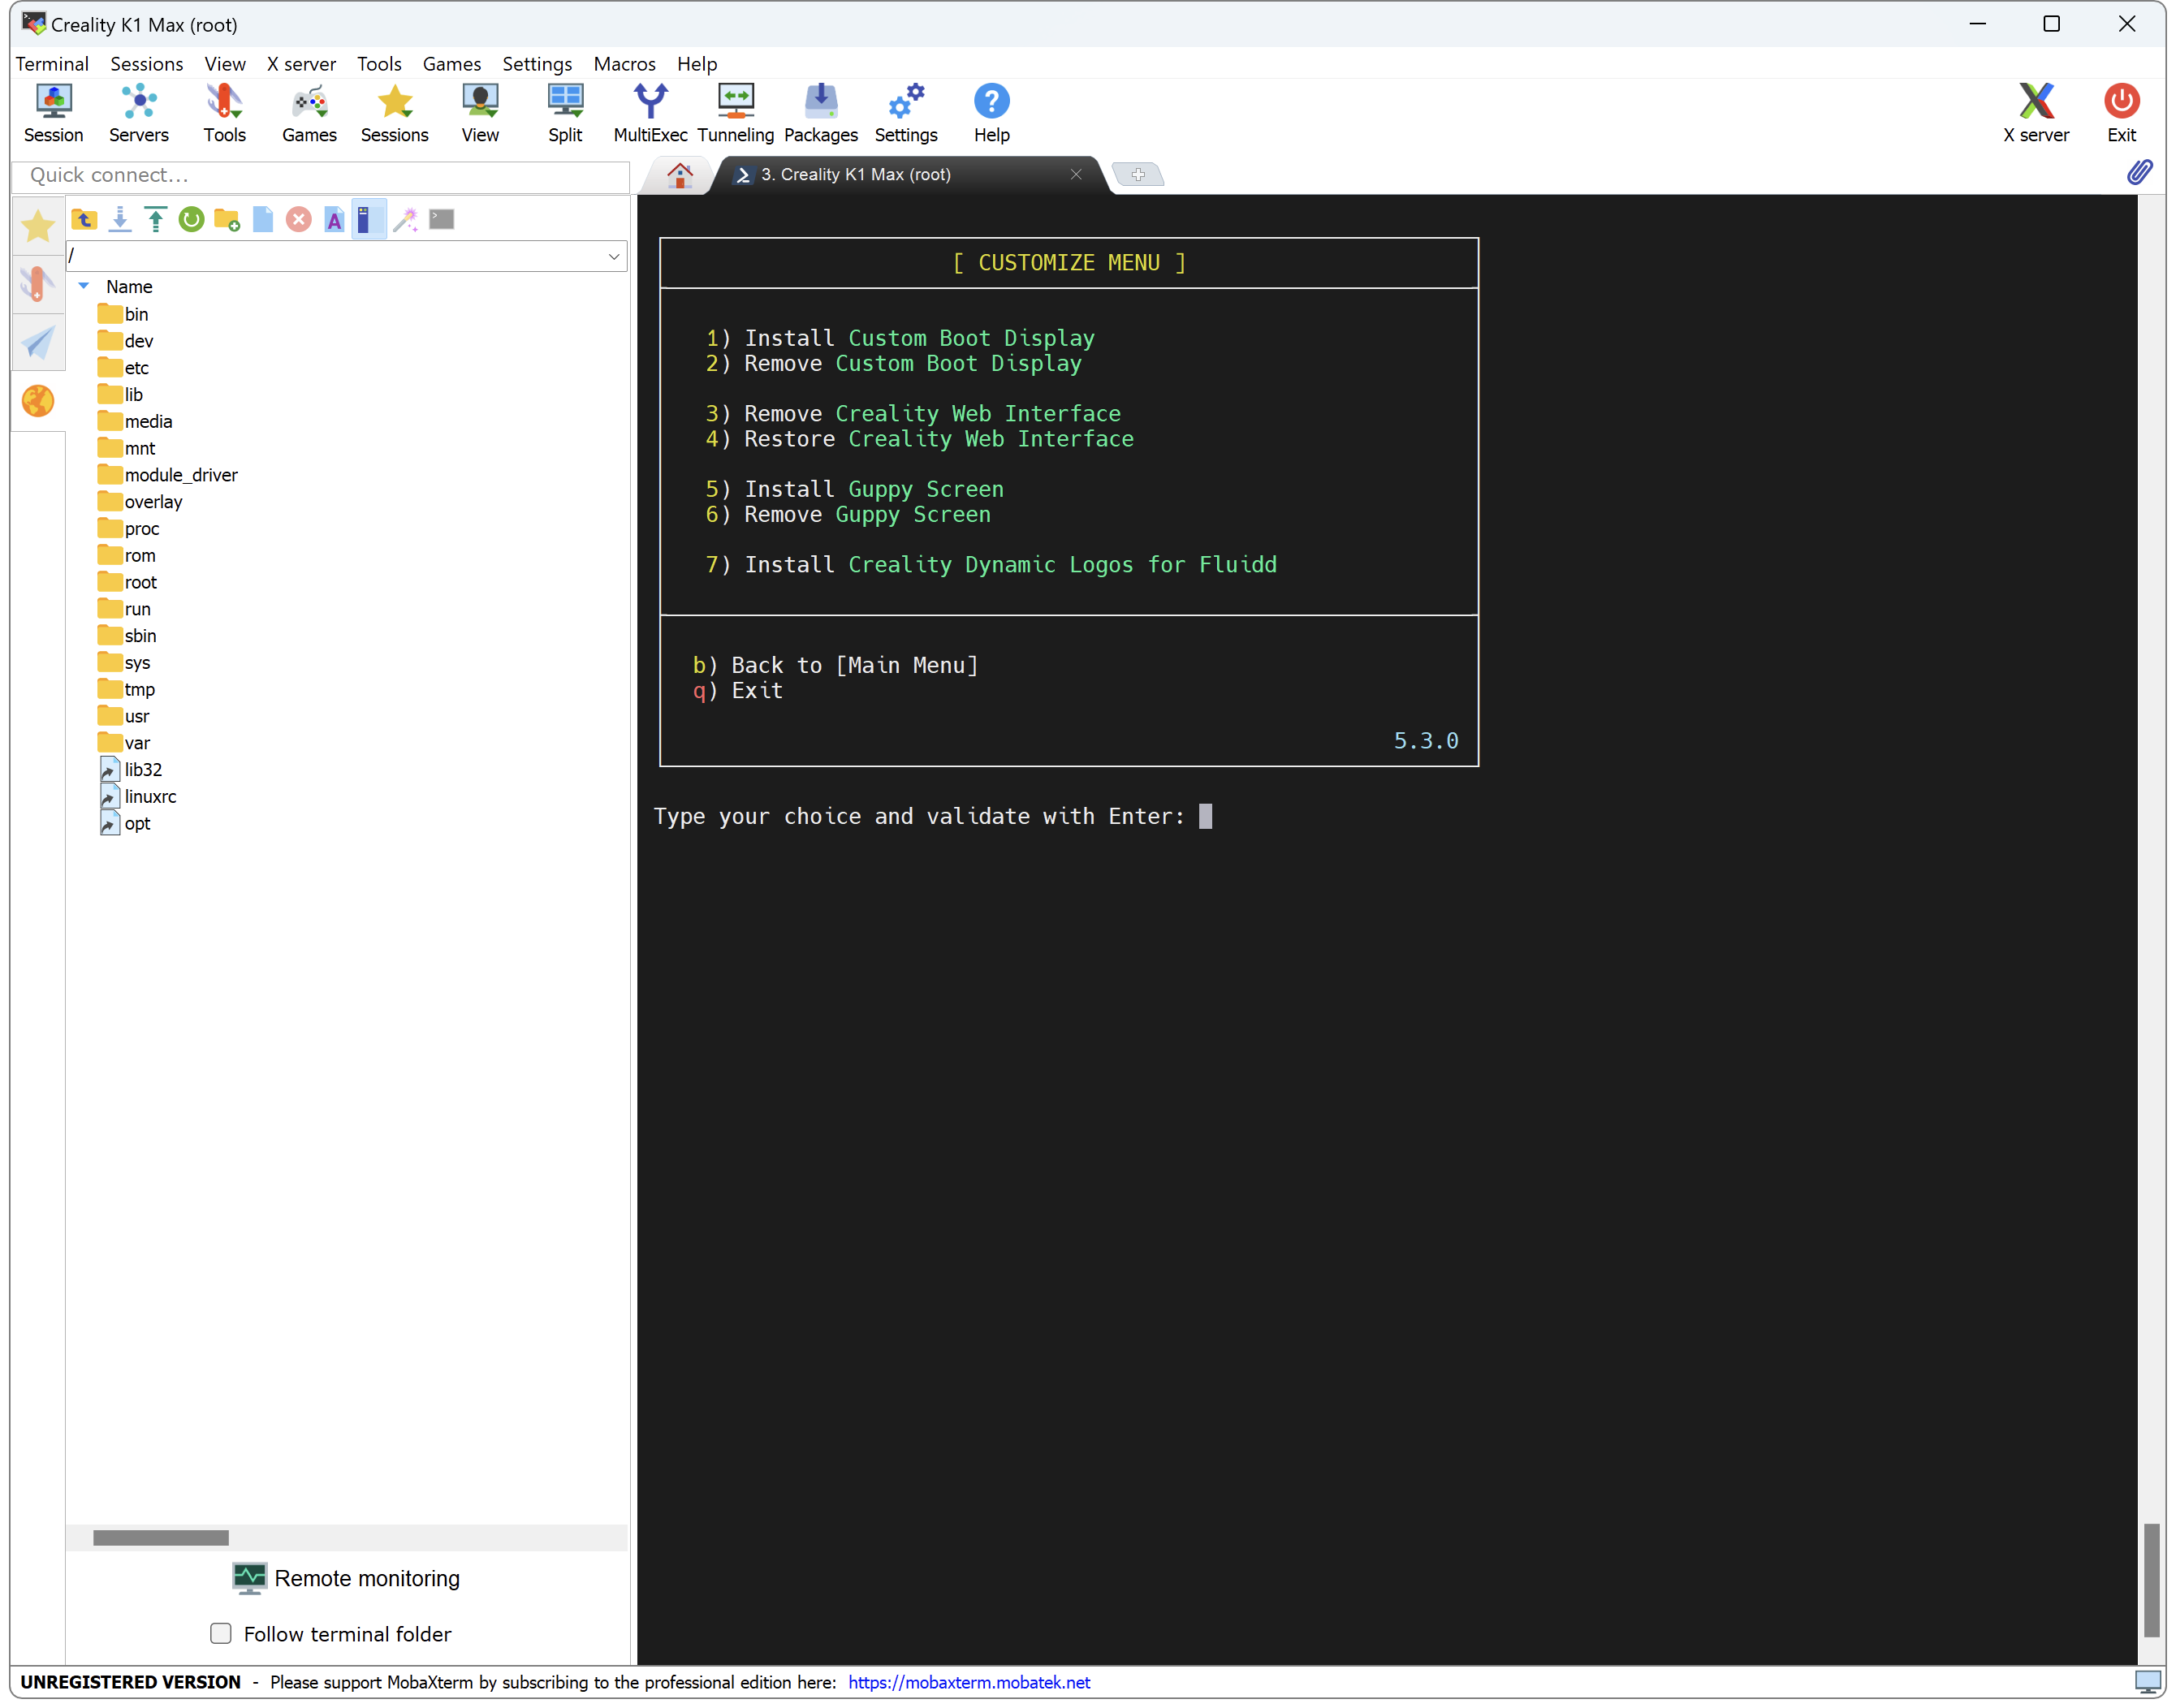 Creality K1 Max (root)
Terminal Sessions View X server Tools Games Settings Macros Help
Session Servers Tools Games Sessions View Split MultiExec Tunneling Packages Settings Help X server Exit
Quick connect...
3. Creality K1 Max (root)
/
Name
bin
dev
etc
lib
media
mnt
module_driver
overlay
proc
rom
root
run
sbin
sys
tmp
usr
var
lib32
linuxrc
opt
Remote monitoring
Follow terminal folder
[ CUSTOMIZE MENU ]
1) Install Custom Boot Display
2) Remove Custom Boot Display
3) Remove Creality Web Interface
4) Restore Creality Web Interface
5) Install Guppy Screen
6) Remove Guppy Screen
7) Install Creality Dynamic Logos for Fluidd
b) Back to [Main Menu]
q) Exit
5.3.0
Type your choice and validate with Enter:
UNREGISTERED VERSION - Please support MobaXterm by subscribing to the professional edition here: https://mobaxterm.mobatek.net